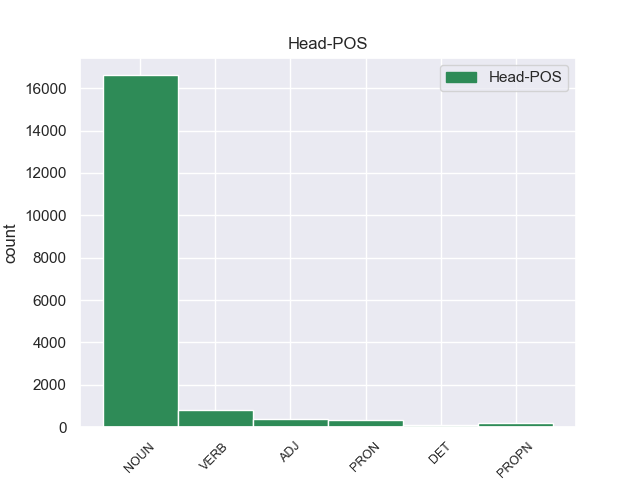 Head-POS
Head-POS
16000
14000
12000
10000
8000
6000
4000
2000
0
count
NOUN
VERB
ADJ
PRON
DET
PROPN